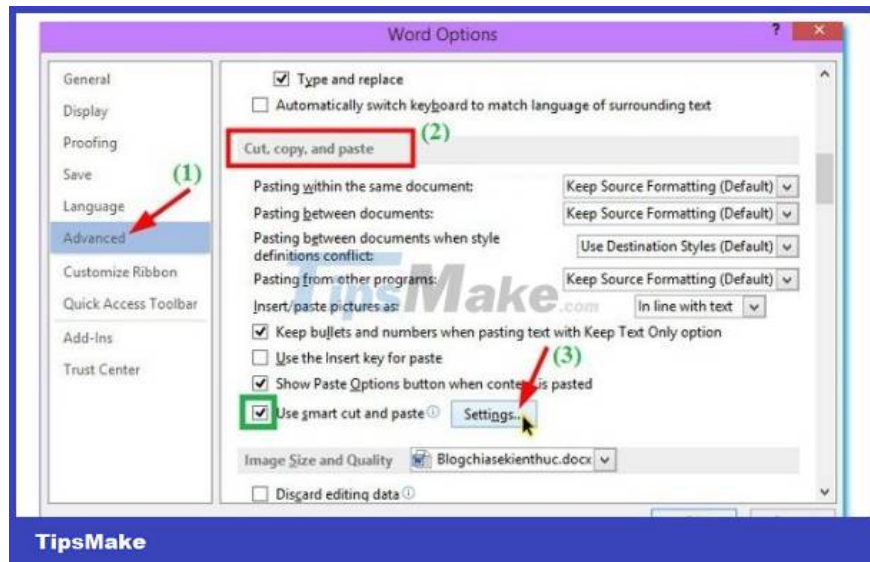 Word Options
?
×
General
Display
Proofing
Save
Language
Advanced
Customize Ribbon
Quick Access Toolbar
Add-Ins
Trust Center
(1)
Type and replace
Automatically switch keyboard to match language of surrounding text
Cut, copy, and paste
(2)
Pasting within the same document: Keep Source Formatting (Default)
Pasting between documents: Keep Source Formatting (Default)
Pasting between documents when style
definitions conflict: Use Destination Styles (Default)
Pasting from other programs: Keep Source Formatting (Default)
Insert/paste pictures as: In line with text
Keep bullets and numbers when pasting text with Keep Text Only option
Use the Insert key for paste
(3)
Show Paste Options button when content is pasted
Use smart cut and paste Settings...
Image Size and Quality Blogchiasekienthuc.docx
Discard editing data
TipsMake.com
TipsMake